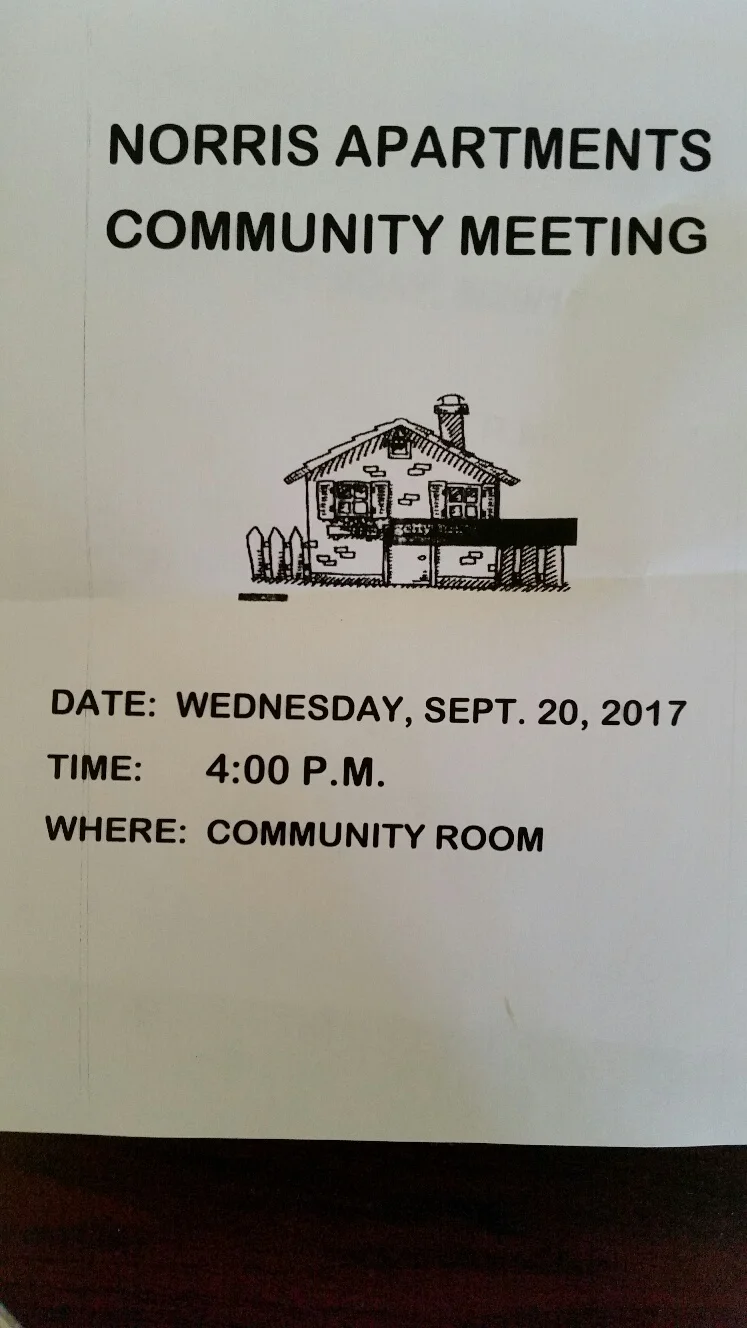 NORRIS APARTMENTS
COMMUNITY MEETING
DATE: WEDNESDAY, SEPT. 20, 2017
TIME: 4:00 P.M.
WHERE: COMMUNITY ROOM